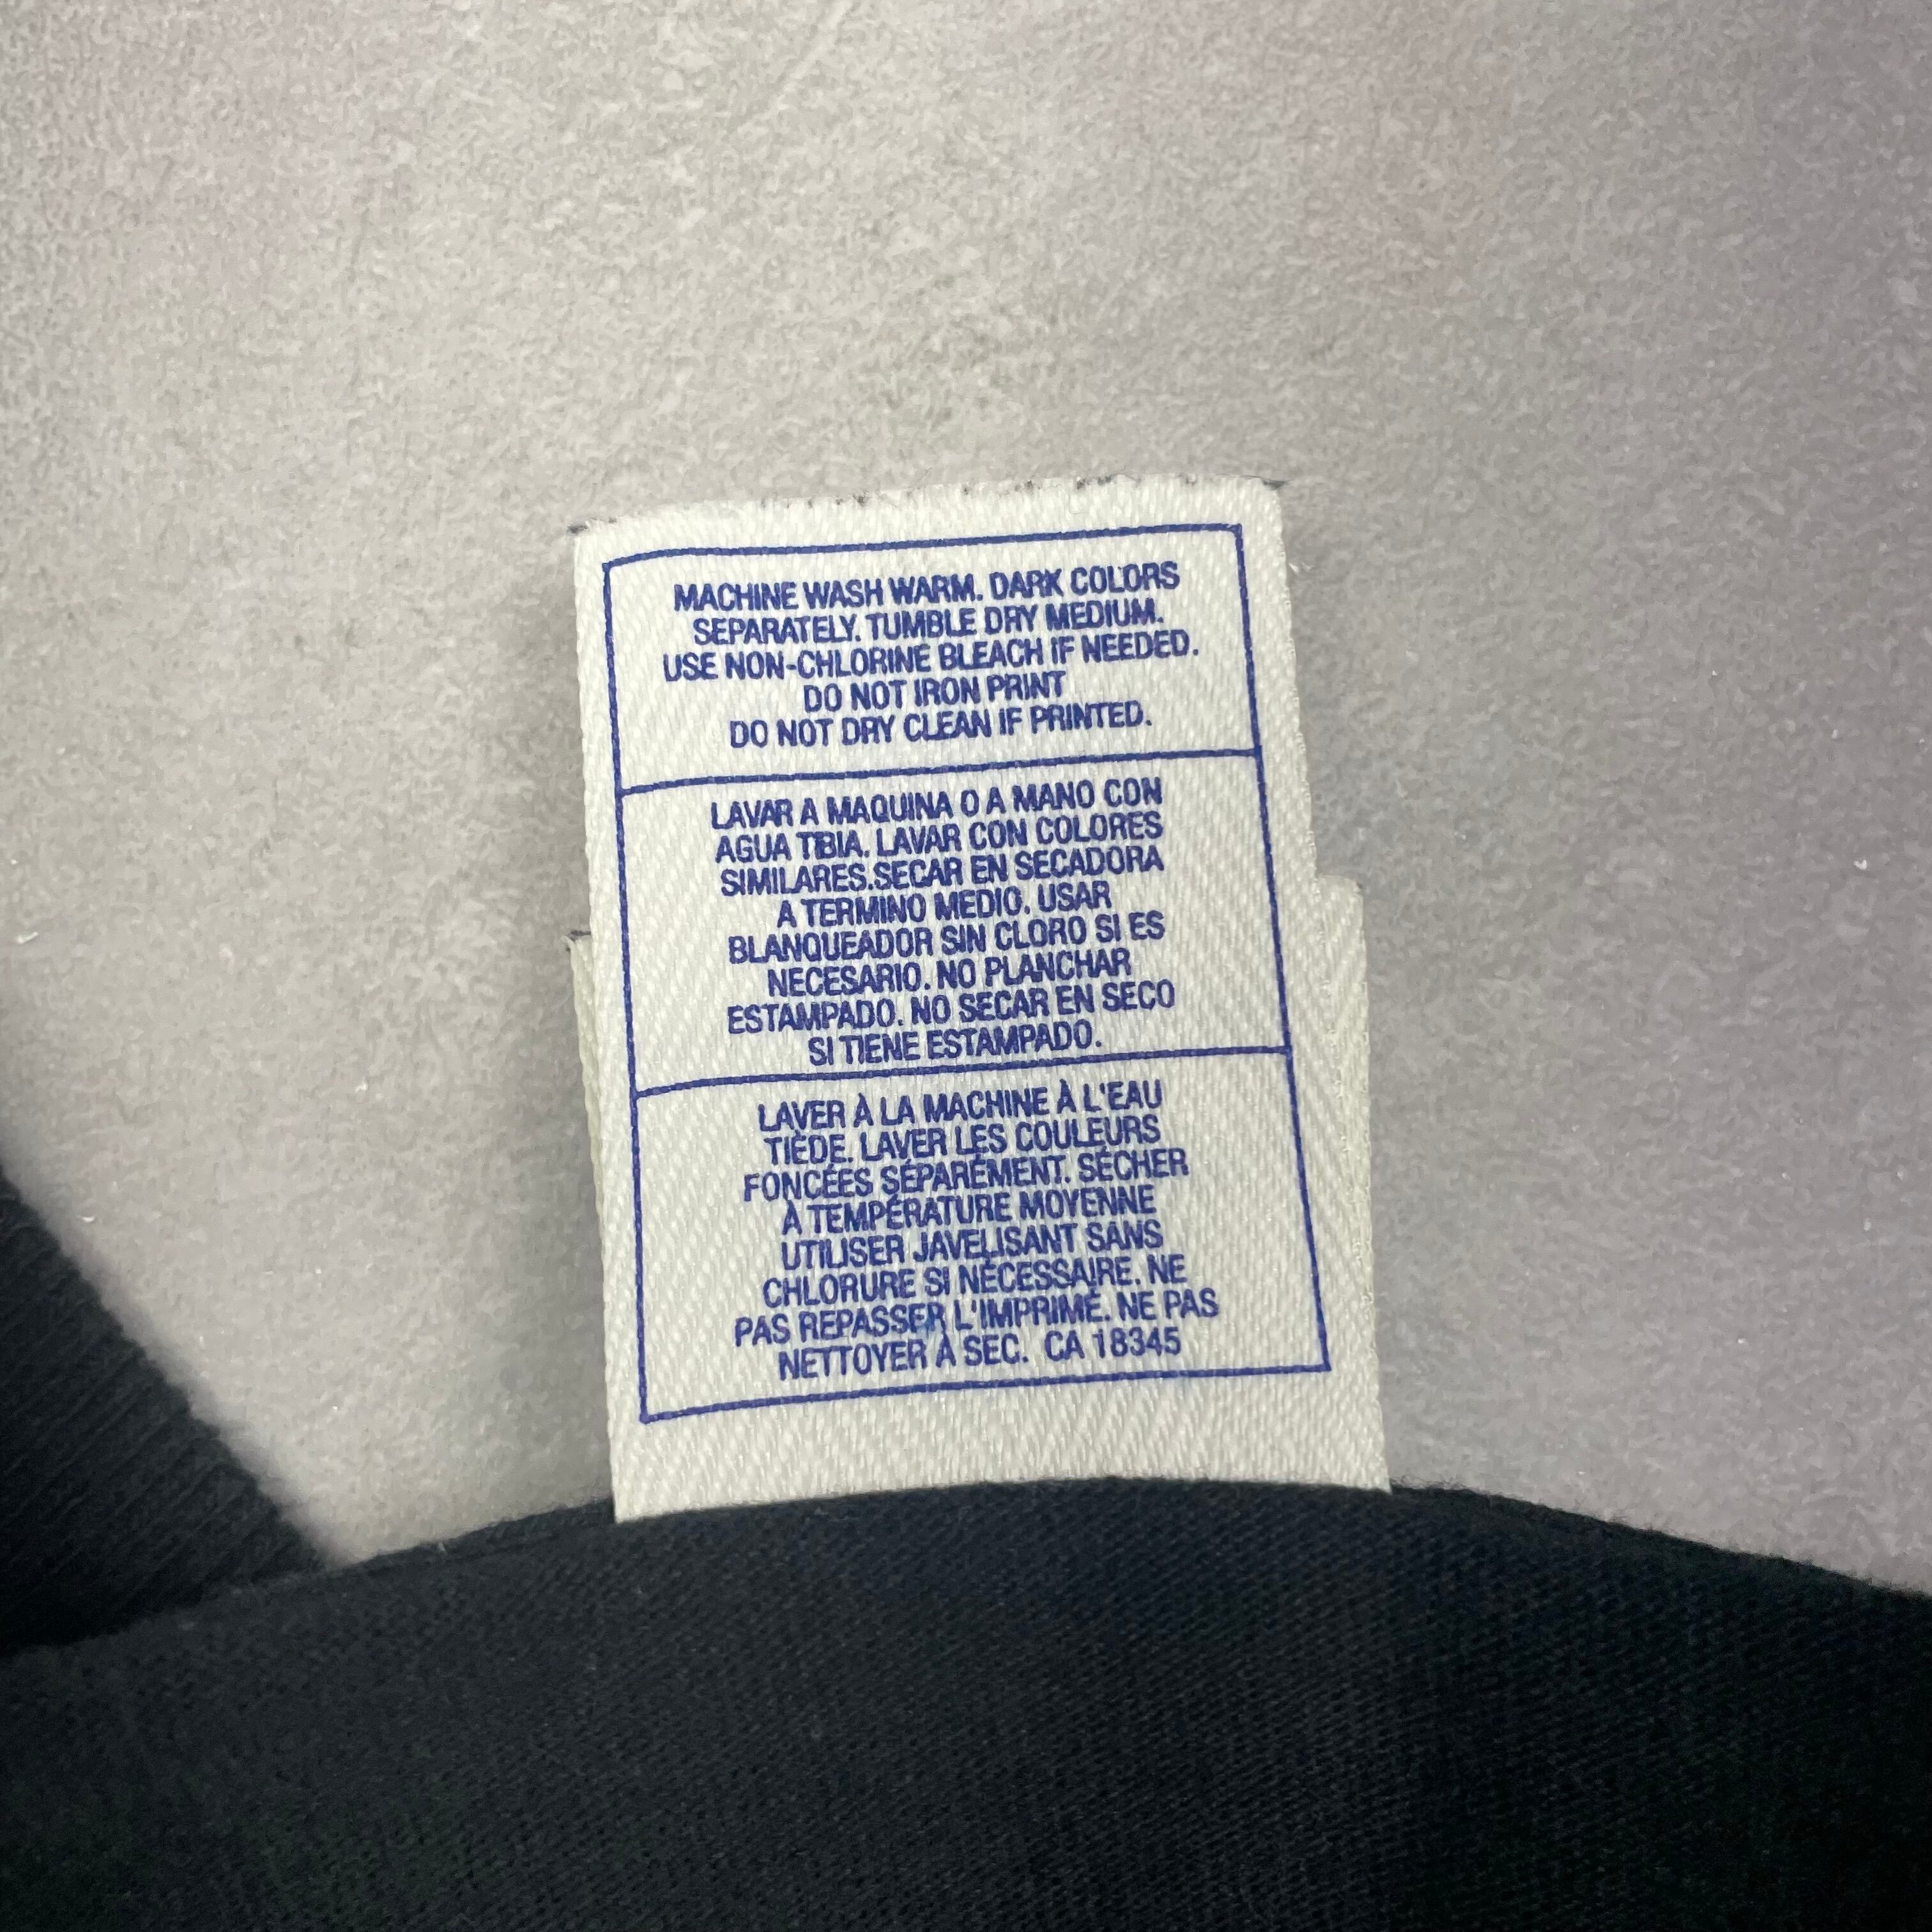 MACHINE WASH WARM. DARK COLORS
SEPARATELY. TUMBLE DRY MEDIUM.
USE NON-CHLORINE BLEACH IF NEEDED.
DO NOT IRON PRINT
DO NOT DRY CLEAN IF PRINTED.
LAVAR A MAQUINA O A MANO CON
AGUA TIBIA. LAVAR CON COLORES
SIMILARES.SECAR EN SECADORA
A TERMINO MEDIO. USAR
BLANQUEADOR SIN CLORO SI ES
NECESARIO. NO PLANCHAR
ESTAMPADO. NO SECAR EN SECO
SI TIENE ESTAMPADO.
LAVER À LA MACHINE À L'EAU
TIÈDE. LAVER LES COULEURS
FONCÉES SÉPARÉMENT. SÉCHER
À TEMPÉRATURE MOYENNE
UTILISER JAVELISANT SANS
CHLORURE SI NÉCESSAIRE. NE
PAS REPASSER L'IMPRIMÉ. NE PAS
NETTOYER À SEC. CA 18345